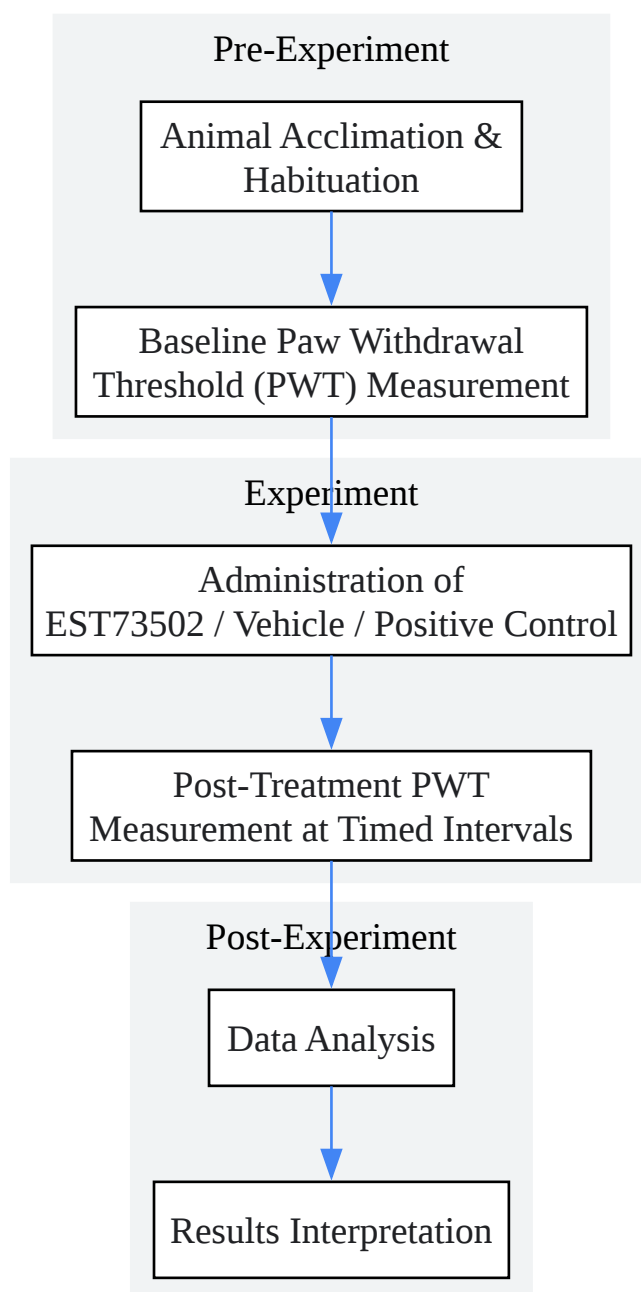 Pre-Experiment
Animal Acclimation &
Habituation
Baseline Paw Withdrawal
Threshold (PWT) Measurement
Experiment
Administration of
EST73502 / Vehicle / Positive Control
Post-Treatment PWT
Measurement at Timed Intervals
Post-Experiment
Data Analysis
Results Interpretation